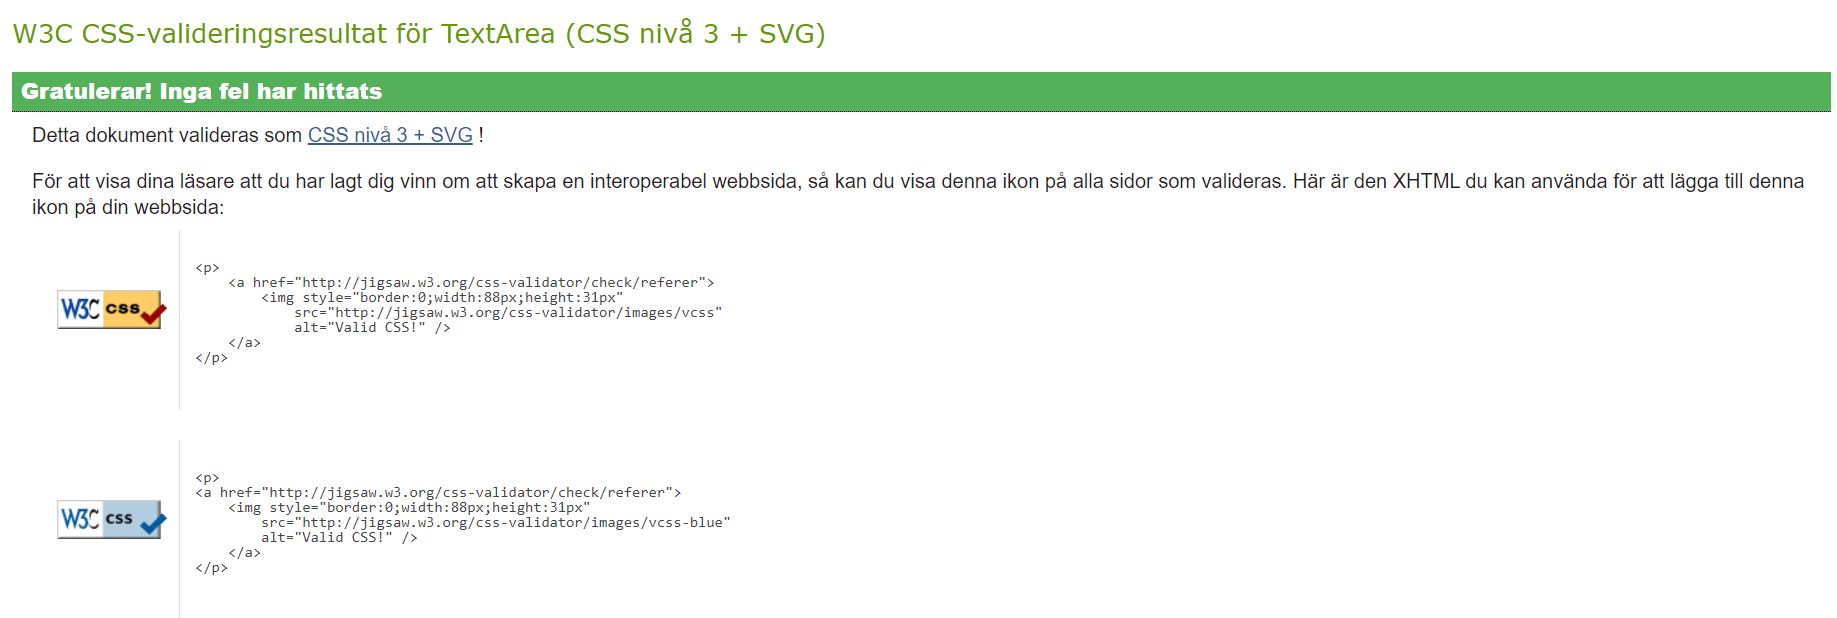 W3C CSS-valideringsresultat för TextArea (CSS nivå 3 + SVG)
Gratulerar! Inga fel har hittats
Detta dokument valideras som CSS nivå 3 + SVG !
För att visa dina läsare att du har lagt dig vinn om att skapa en interoperabel webbsida, så kan du visa denna ikon på alla sidor som valideras. Här är den XHTML du kan använda för att lägga till denna
ikon på din webbsida:
W3C css
<p>
    <a href="http://jigsaw.w3.org/css-validator/check/referer">
        <img style="border:0;width:88px;height:31px"
            src="http://jigsaw.w3.org/css-validator/images/vcss"
            alt="Valid CSS!" />
    </a>
</p>
W3C css
<p>
<a href="http://jigsaw.w3.org/css-validator/check/referer">
    <img style="border:0;width:88px;height:31px"
        src="http://jigsaw.w3.org/css-validator/images/vcss-blue"
        alt="Valid CSS!" />
    </a>
</p>